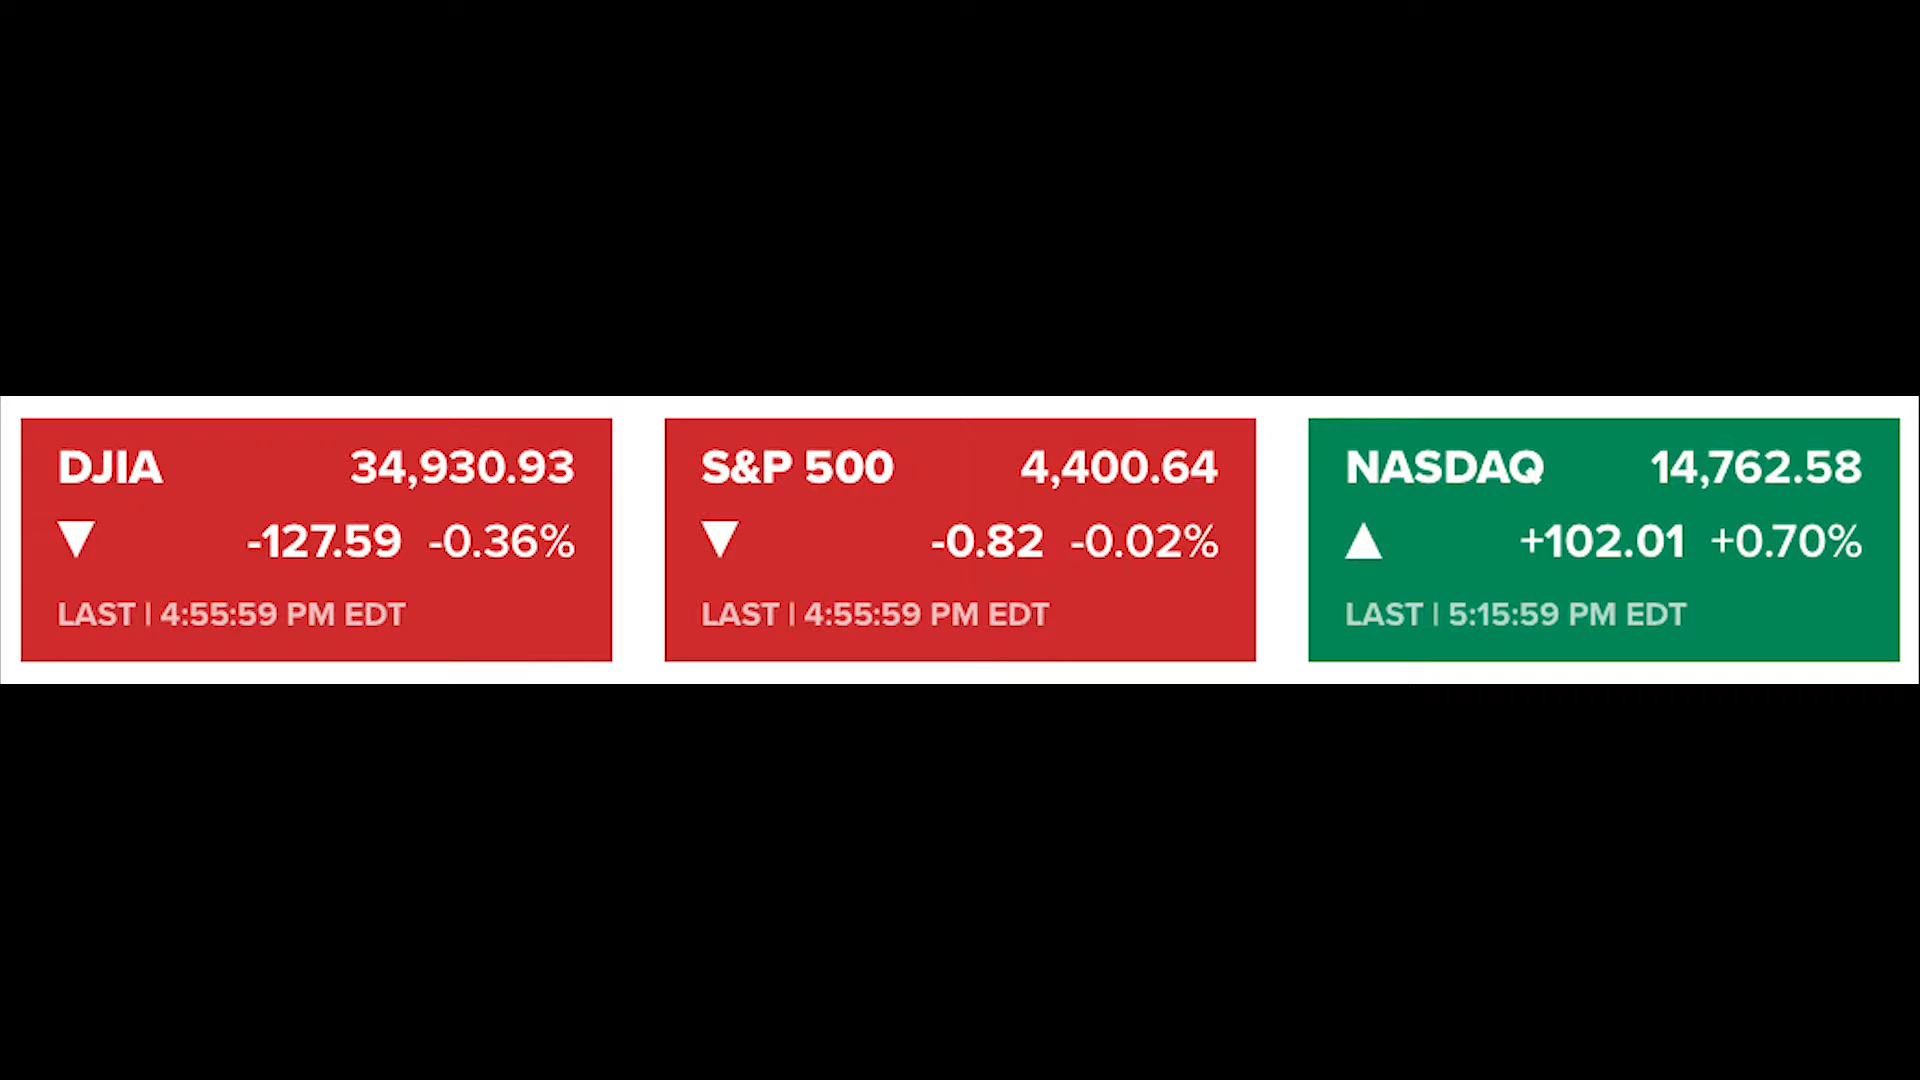 DJIA 34,930.93
▼ -127.59 -0.36%
LAST | 4:55:59 PM EDT
S&P 500 4,400.64
▼ -0.82 -0.02%
LAST | 4:55:59 PM EDT
NASDAQ 14,762.58
▲ +102.01 +0.70%
LAST | 5:15:59 PM EDT